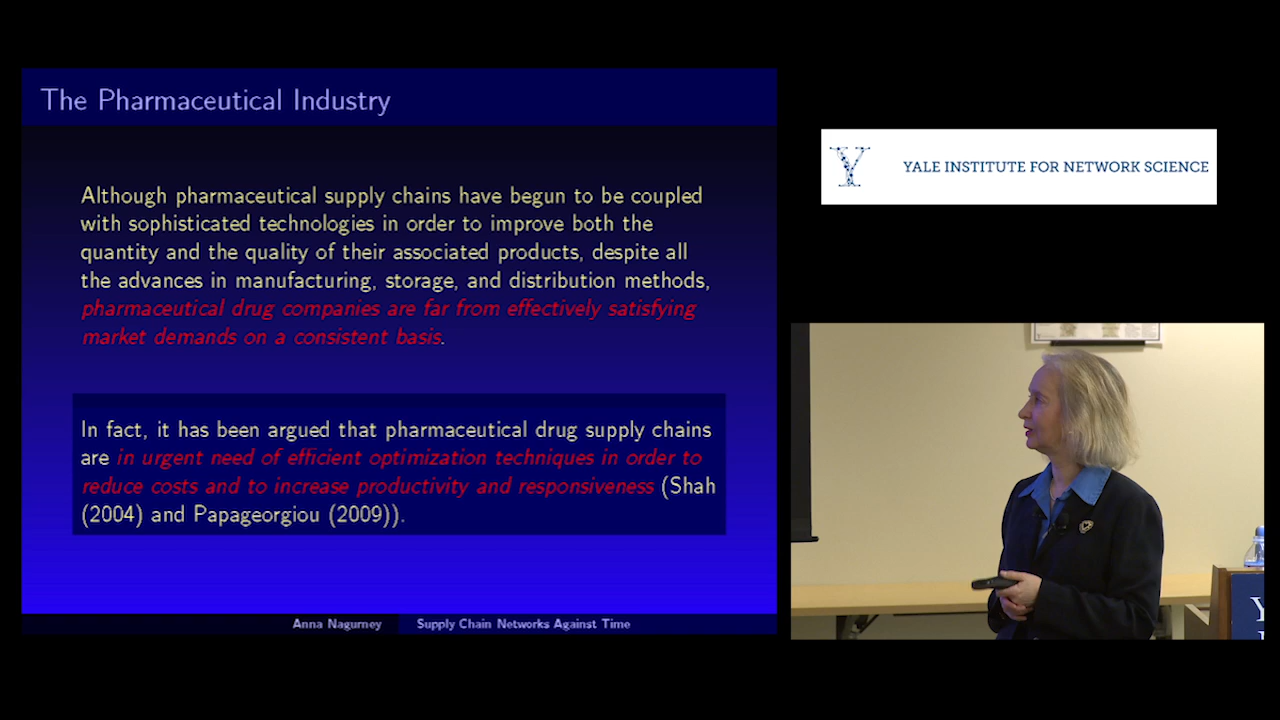 The Pharmaceutical Industry
Although pharmaceutical supply chains have begun to be coupled
with sophisticated technologies in order to improve both the
quantity and the quality of their associated products, despite all
the advances in manufacturing, storage, and distribution methods,
pharmaceutical drug companies are far from effectively satisfying
market demands on a consistent basis.
In fact, it has been argued that pharmaceutical drug supply chains
are in urgent need of efficient optimization techniques in order to
reduce costs and to increase productivity and responsiveness (Shah
(2004) and Papageorgiou (2009)).
Anna Nagurney Supply Chain Networks Against Time
YALE INSTITUTE FOR NETWORK SCIENCE